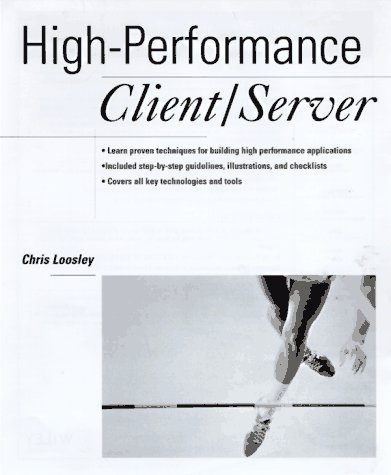 High-Performance
Client/Server
• Learn proven techniques for building high performance applications
•Included step-by-step guidelines, illustrations, and checklists
• Covers all key technologies and tools
Chris Loosley
WILEY